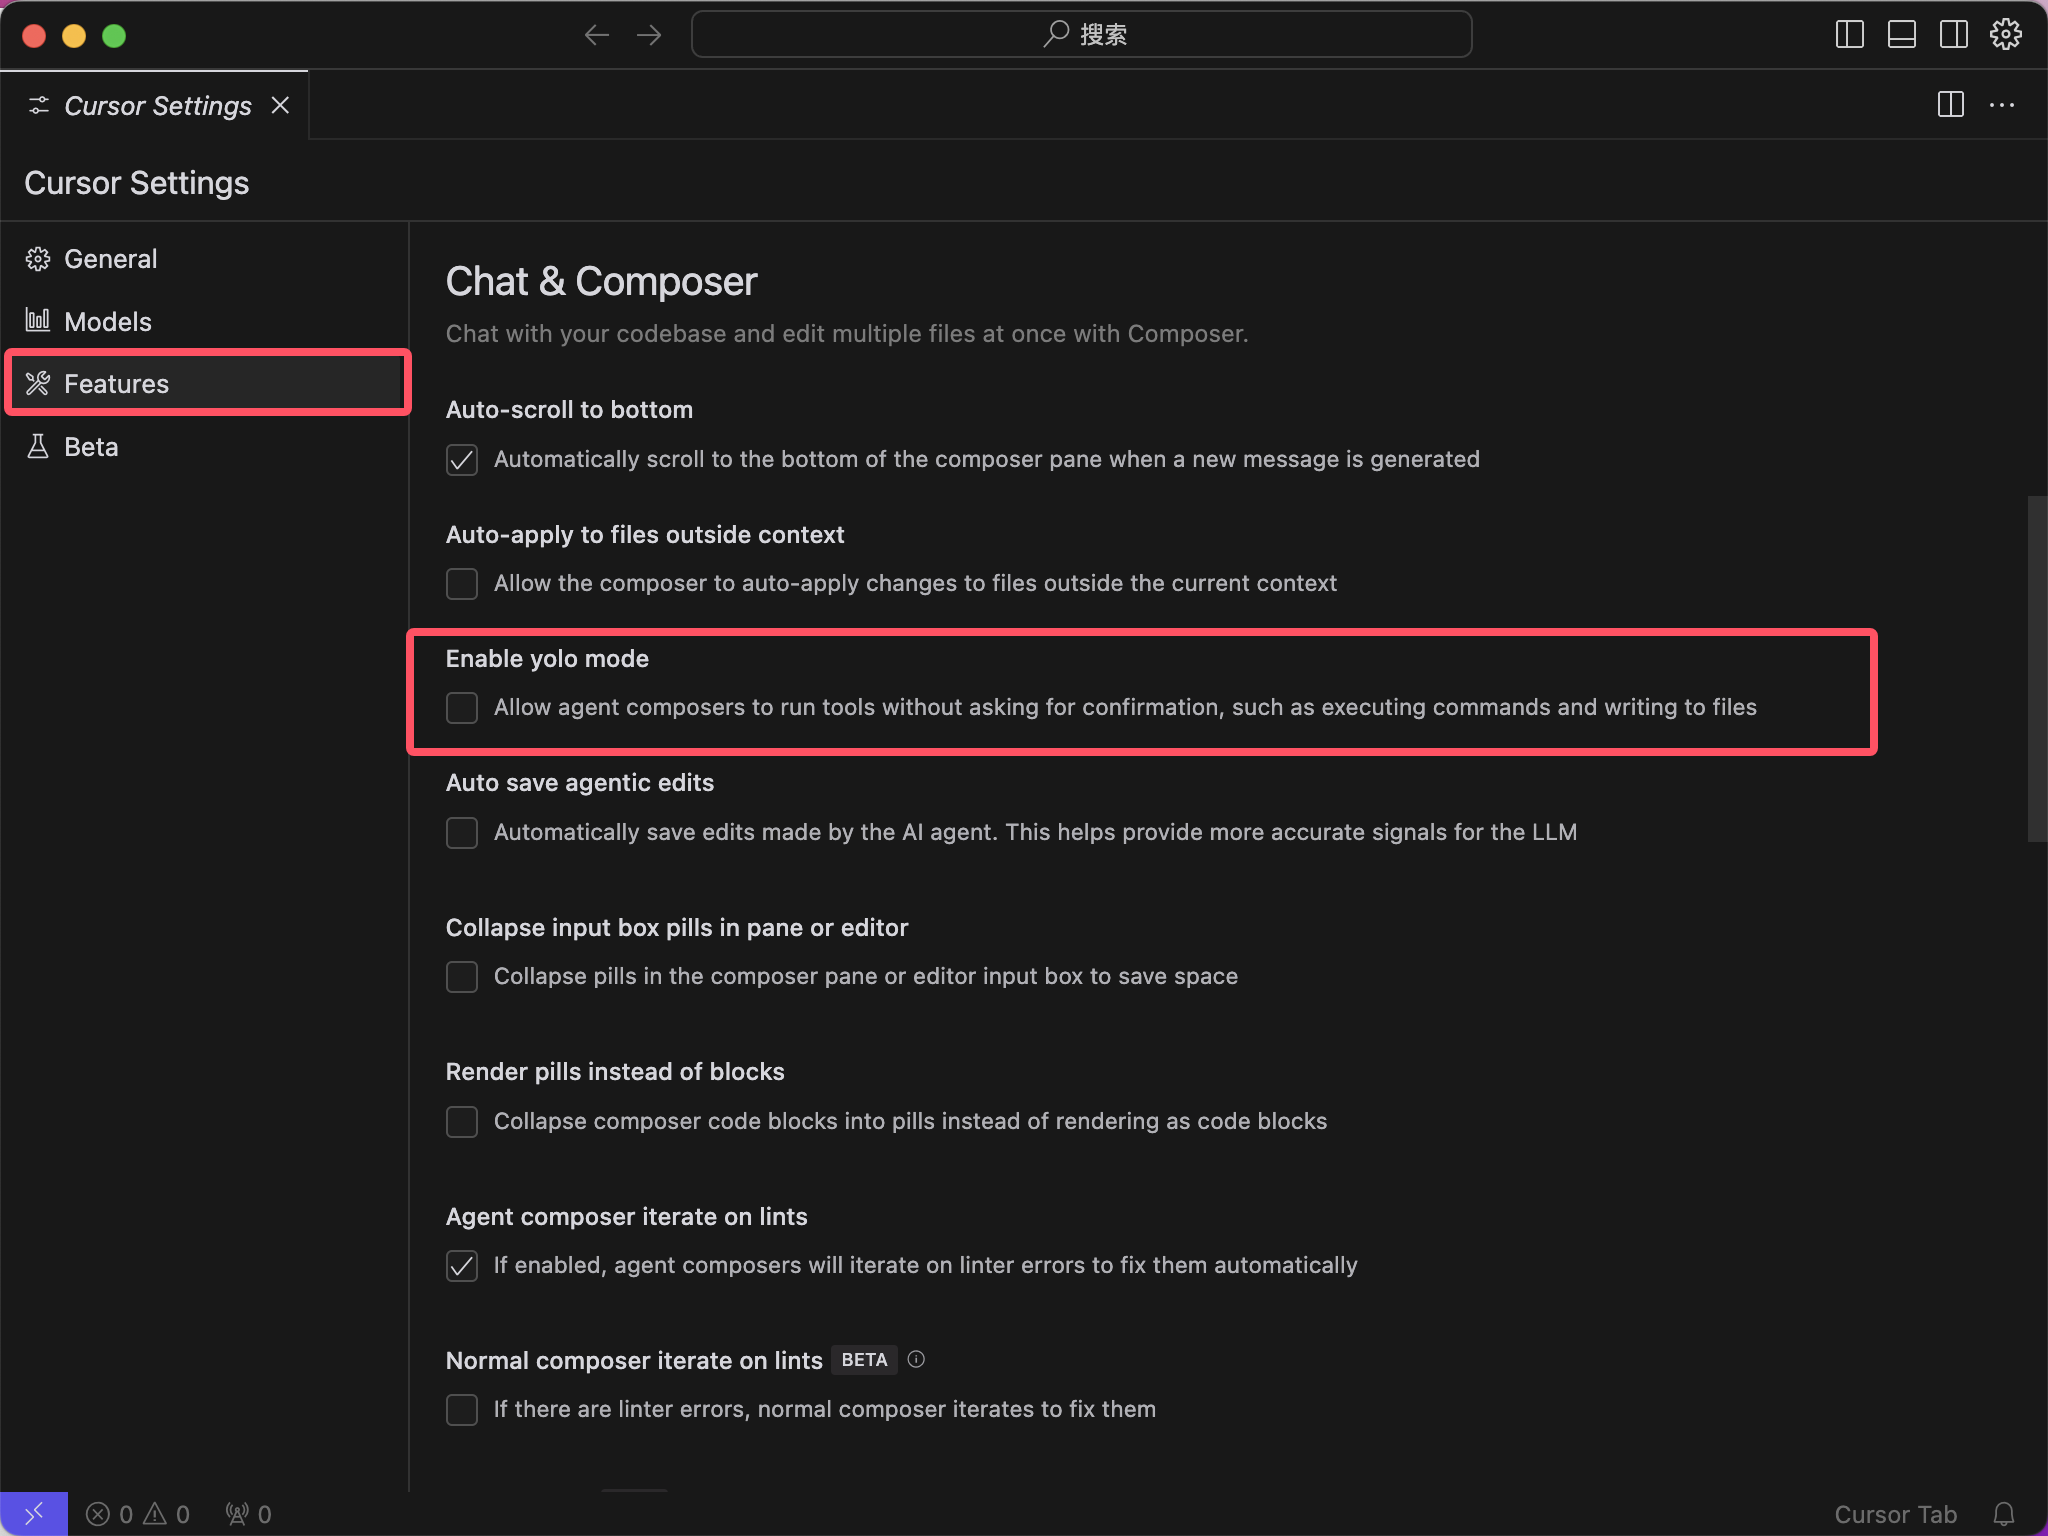 搜索
Cursor Settings
Cursor Settings
General
Models
Features
Beta
Chat & Composer
Chat with your codebase and edit multiple files at once with Composer.
Auto-scroll to bottom
Automatically scroll to the bottom of the composer pane when a new message is generated
Auto-apply to files outside context
Allow the composer to auto-apply changes to files outside the current context
Enable yolo mode
Allow agent composers to run tools without asking for confirmation, such as executing commands and writing to files
Auto save agentic edits
Automatically save edits made by the AI agent. This helps provide more accurate signals for the LLM
Collapse input box pills in pane or editor
Collapse pills in the composer pane or editor input box to save space
Render pills instead of blocks
Collapse composer code blocks into pills instead of rendering as code blocks
Agent composer iterate on lints
If enabled, agent composers will iterate on linter errors to fix them automatically
Normal composer iterate on lints BETA
If there are linter errors, normal composer iterates to fix them
0 0 0 Cursor Tab